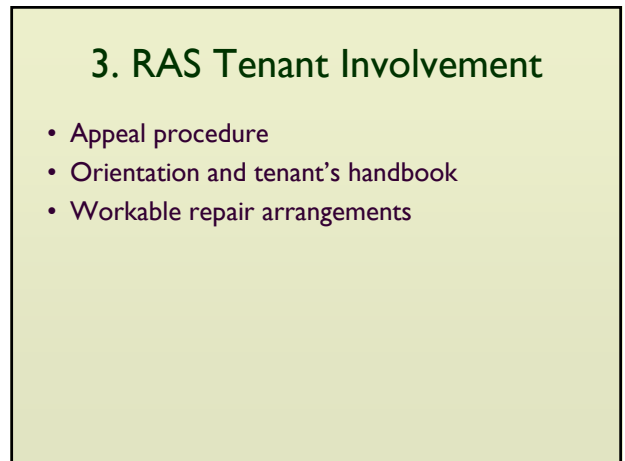 3. RAS Tenant Involvement
• Appeal procedure
• Orientation and tenant’s handbook
• Workable repair arrangements